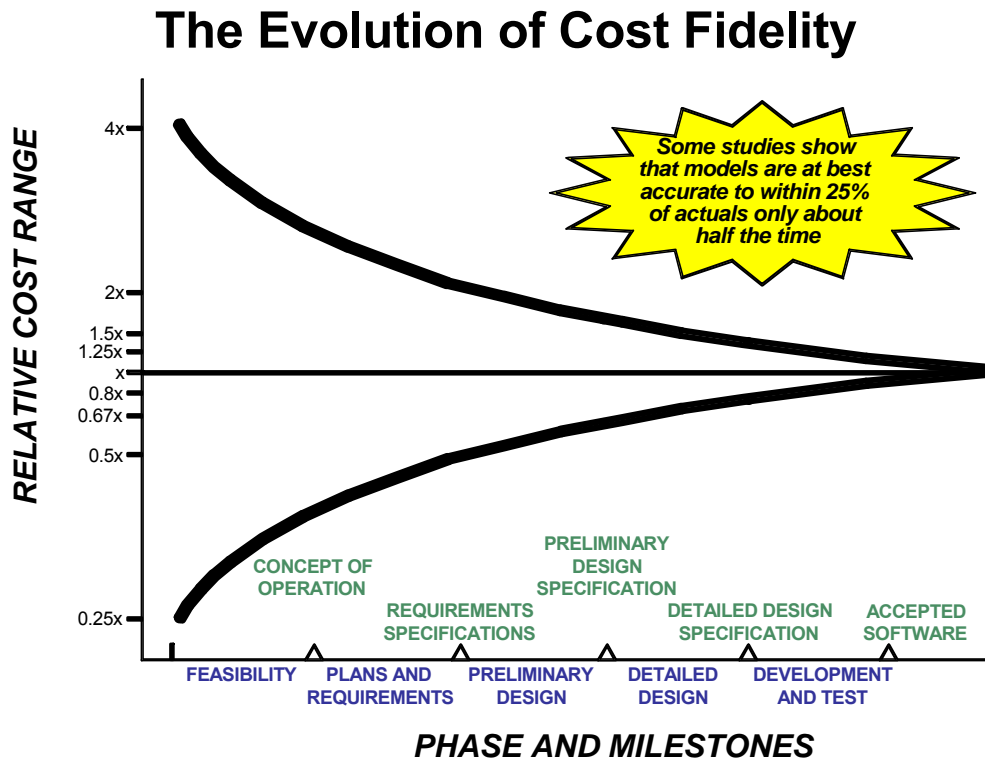 The Evolution of Cost Fidelity
RELATIVE COST RANGE
4x
2x
1.5x
1.25x
x
0.8x
0.67x
0.5x
0.25x
Some studies show
that models are at best
accurate to within 25%
of actuals only about
half the time
CONCEPT OF
OPERATION
REQUIREMENTS
SPECIFICATIONS
PRELIMINARY
DESIGN
SPECIFICATION
DETAILED DESIGN
SPECIFICATION
ACCEPTED
SOFTWARE
FEASIBILITY
PLANS AND
REQUIREMENTS
PRELIMINARY
DESIGN
DETAILED
DESIGN
DEVELOPMENT
AND TEST
PHASE AND MILESTONES